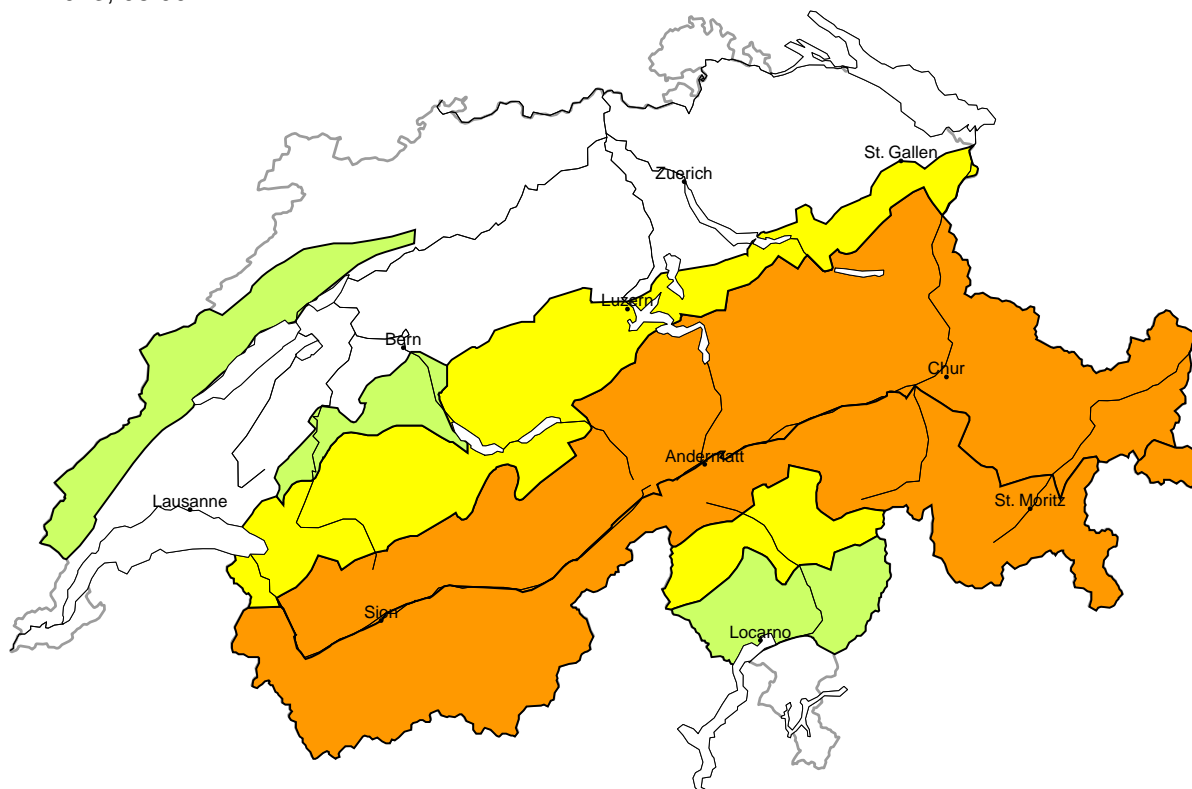 St. Gallen
Zuerich
Luzern
Bern
Chur
Andermatt
Lausanne
St. Moritz
Sion
Locarno